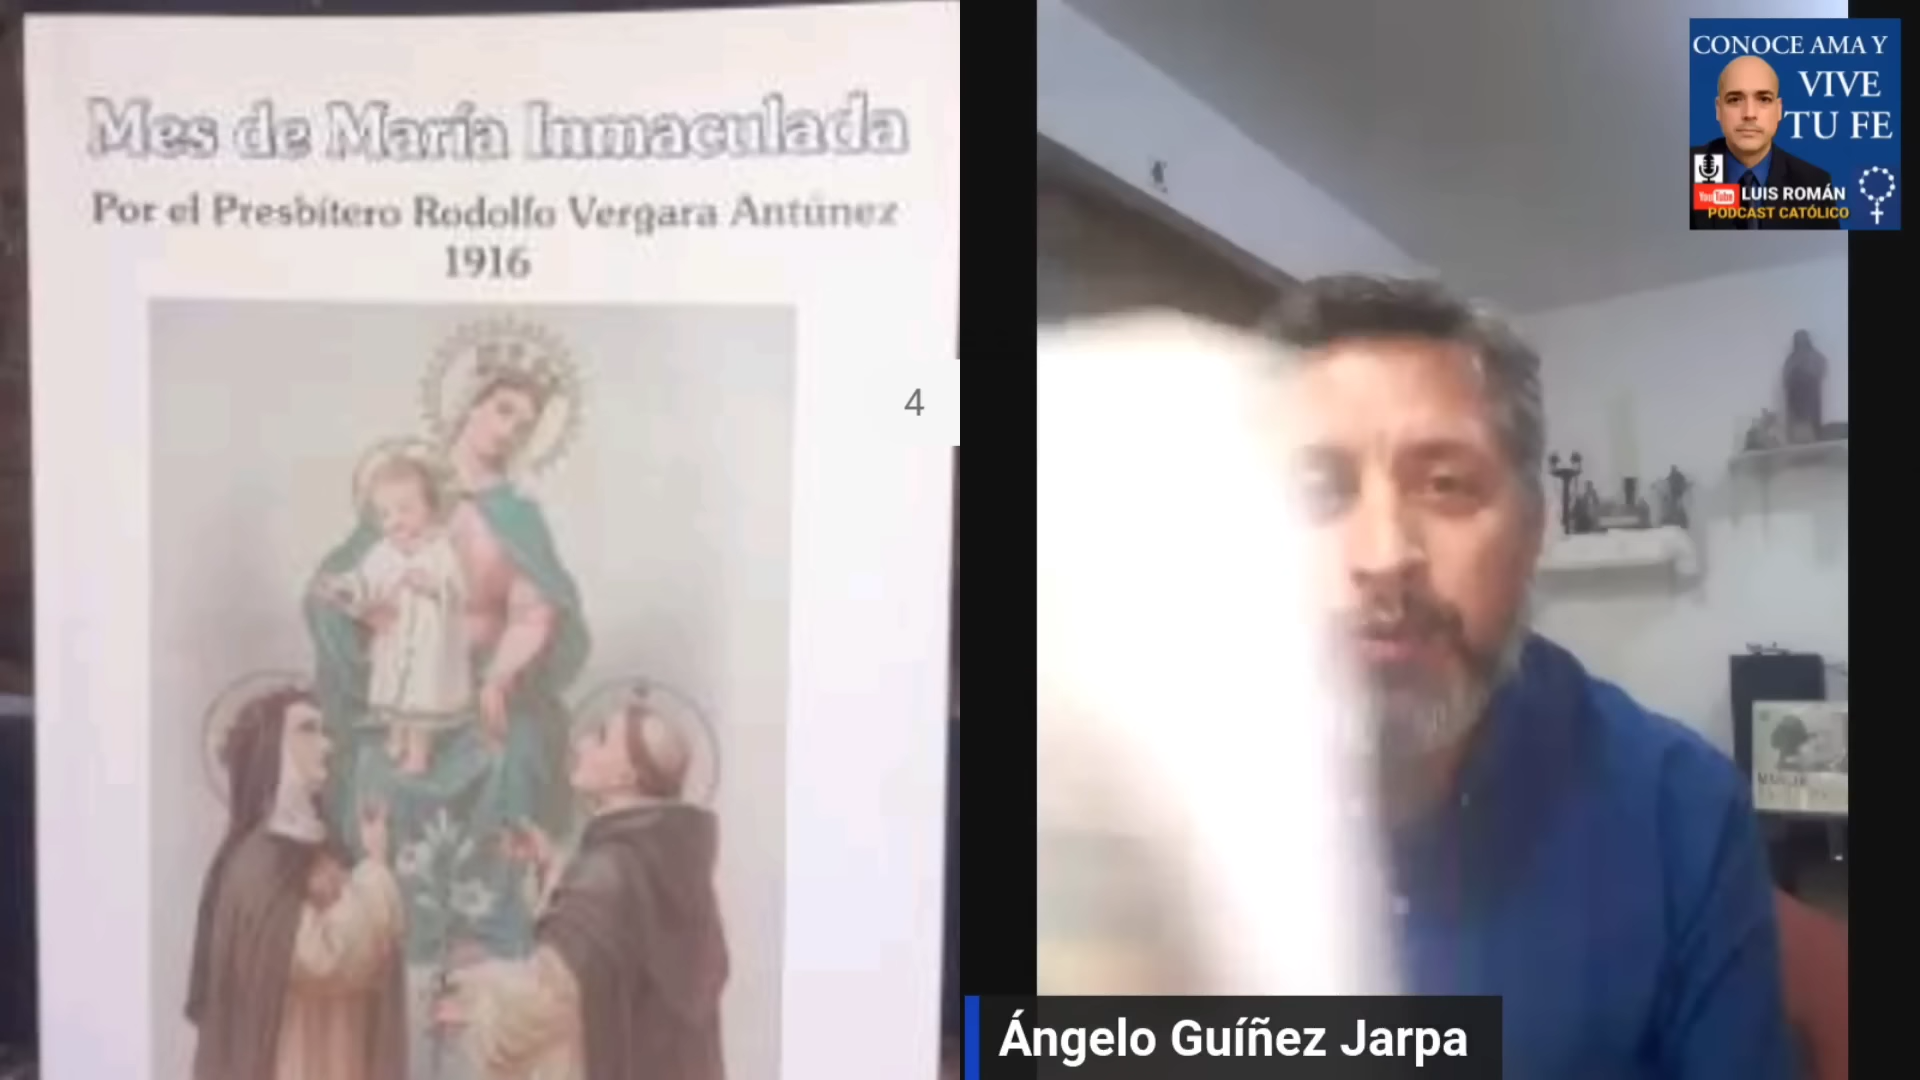 Mes de María Inmaculada
Por el Presbítero Rodolfo Vergara Antúnez
1916
4
CONOCE AMA Y
VIVE
TU FE
YouTube LUIS ROMÁN
PODCAST CATÓLICO
Ángelo Guíñez Jarpa